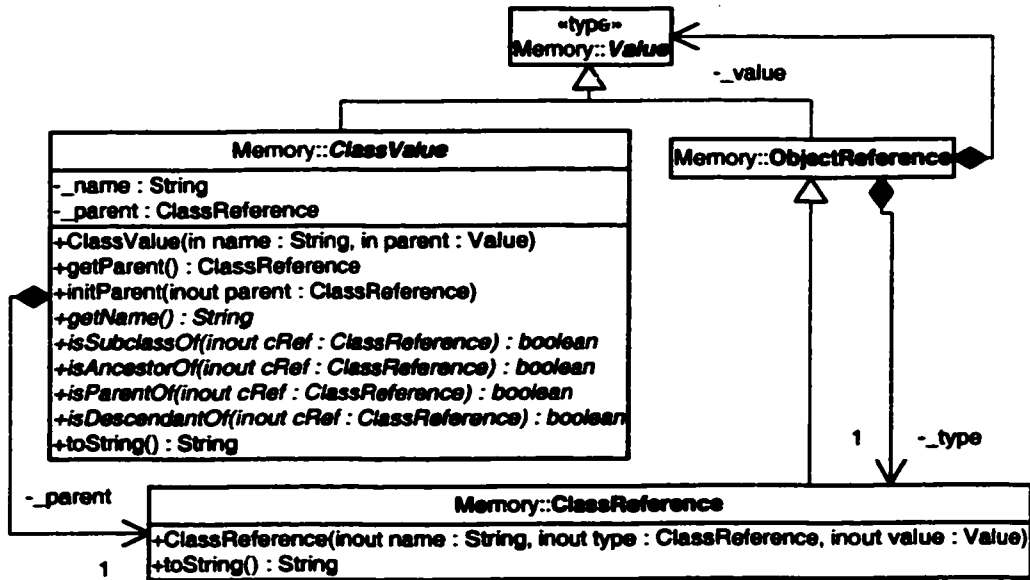 «type»
Memory::Value
-_value
Memory::ClassValue
-_name : String
-_parent : ClassReference
+ClassValue(in name : String, in parent : Value)
+getParent() : ClassReference
+initParent(inout parent : ClassReference)
+getName() : String
+isSubclassOf(inout cRef : ClassReference) : boolean
+isAncestorOf(inout cRef : ClassReference) : boolean
+isParentOf(inout cRef : ClassReference) : boolean
+isDescendantOf(inout cRef : ClassReference) : boolean
+toString() : String
Memory::ObjectReference
1
-_type
-_parent
1
Memory::ClassReference
+ClassReference(inout name : String, inout type : ClassReference, inout value : Value)
+toString() : String